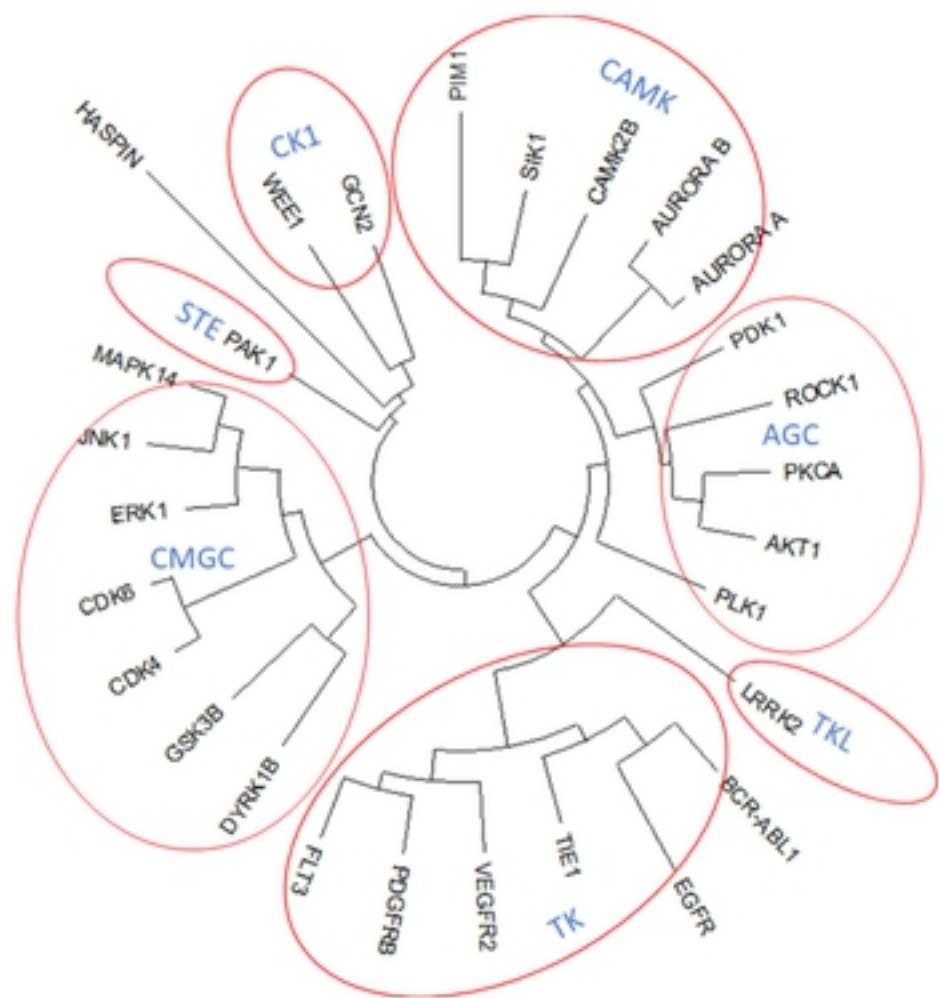 PIM1
CAMK
SIK1
CAMK2B
AURORA B
AURORA A
CK1
WEE1
GCN2
HASPIN
STE
PAK1
MAPK14
JNK1
ERK1
CMGC
CDK6
CDK4
GSK3B
DYRK1B
PDK1
ROCK1
AGC
PKCA
AKT1
PLK1
LRRK2
TKL
BCR-ABL1
EGFR
TK
TIE1
VEGFR2
PDGFRB
FLT3